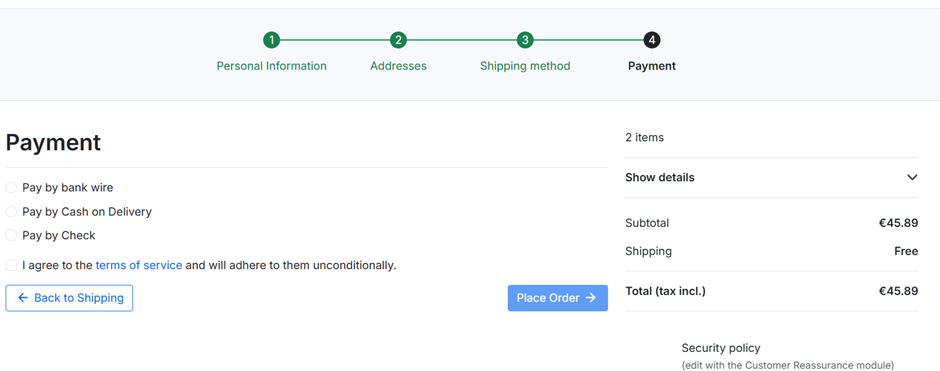 1
2
3
4
Personal Information
Addresses
Shipping method
Payment
Payment
Pay by bank wire
Pay by Cash on Delivery
Pay by Check
I agree to the terms of service and will adhere to them unconditionally.
← Back to Shipping
Place Order →
2 items
Show details
Subtotal €45.89
Shipping Free
Total (tax incl.) €45.89
Security policy
(edit with the Customer Reassurance module)